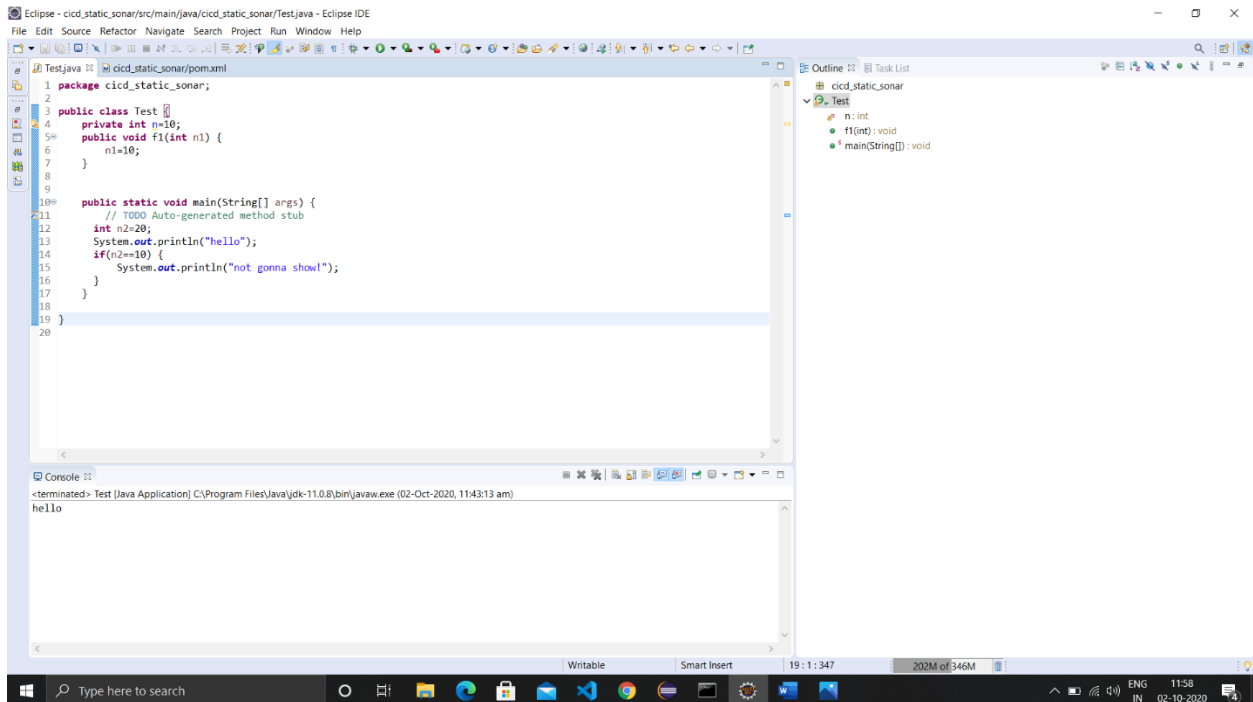 Eclipse - cicd_static_sonar/src/main/java/cicd_static_sonar/Test.java - Eclipse IDE
File Edit Source Refactor Navigate Search Project Run Window Help
Test.java cicd_static_sonar/pom.xml
1 package cicd_static_sonar;
2
3 public class Test {
4 private int n=10;
5 public void f1(int n1) {
6 n1=10;
7 }
8
9
10 public static void main(String[] args) {
11 // TODO Auto-generated method stub
12 int n2=20;
13 System.out.println("hello");
14 if(n2==10) {
15 System.out.println("not gonna show!");
16 }
17 }
18
19 }
20
Outline Task List
cicd_static_sonar
Test
n : int
f1(int) : void
main(String[]) : void
Console
<terminated> Test [Java Application] C:\Program Files\Java\jdk-11.0.8\bin\javaw.exe (02-Oct-2020, 11:43:13 am)
hello
Writable Smart Insert 19 : 1 : 347 202M of 346M
Type here to search
ENG 11:58
IN 02-10-2020 4